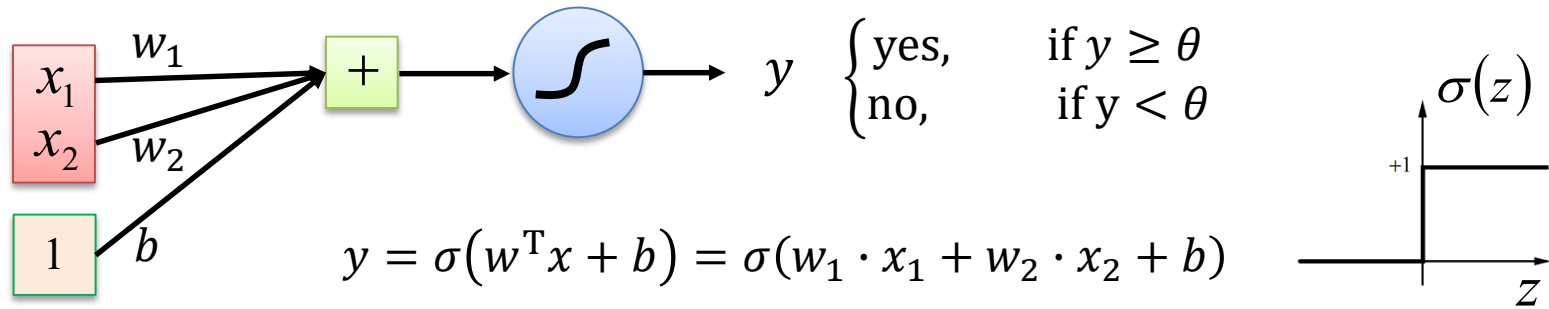 x₁
x₂
1
w₁
w₂
b
+
y { yes, if y ≥ θ
no, if y < θ
y = σ(wᵀx + b) = σ(w₁ · x₁ + w₂ · x₂ + b)
σ(z)
+1
z